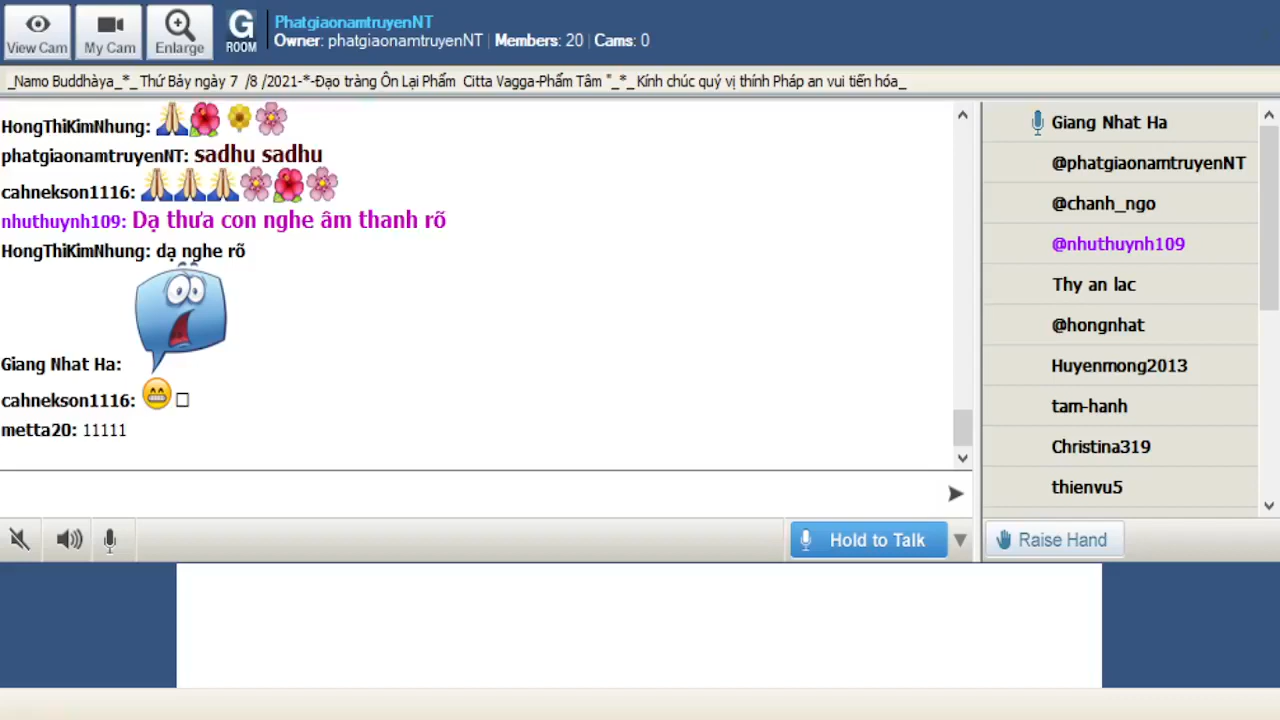 View Cam
My Cam
Enlarge
G
ROOM
PhatgiaonamtruyenNT
Owner: phatgiaonamtruyenNT | Members: 20 | Cams: 0
_Namo Buddhàya_*_ Thứ Bảy ngày 7 /8 /2021-*-Đạo tràng Ôn Lại Phẩm Citta Vagga-Phẩm Tâm "_*_Kính chúc quý vị thính Pháp an vui tiến hóa_
HongThiKimNhung:
phatgiaonamtruyenNT: sadhu sadhu
cahnekson1116:
nhuthuynh109: Dạ thưa con nghe âm thanh rõ
HongThiKimNhung: dạ nghe rõ
Giang Nhat Ha:
cahnekson1116:
metta20: 11111
Giang Nhat Ha
@phatgiaonamtruyenNT
@chanh_ngo
@nhuthuynh109
Thy an lac
@hongnhat
Huyenmong2013
tam-hanh
Christina319
thienvu5
Hold to Talk
Raise Hand